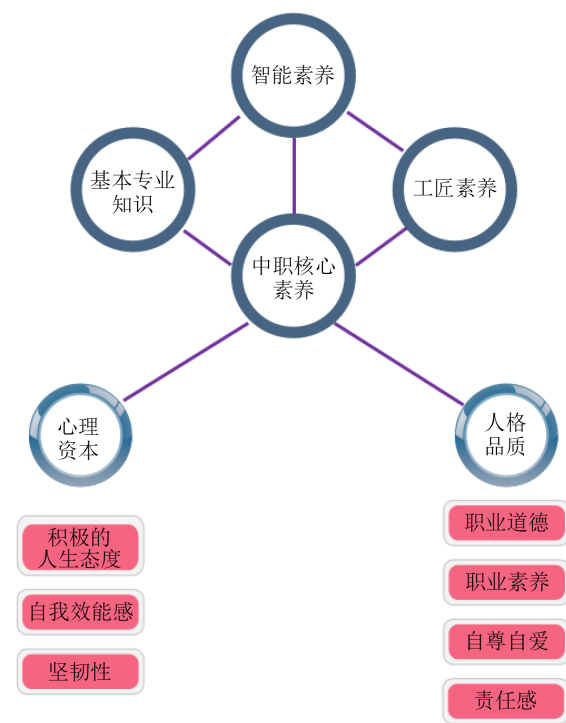 智能素养
基本专业
知识
工匠素养
中职核心
素养
心理
资本
人格
品质
积极的
人生态度
自我效能感
坚韧性
职业道德
职业素养
自尊自爱
责任感